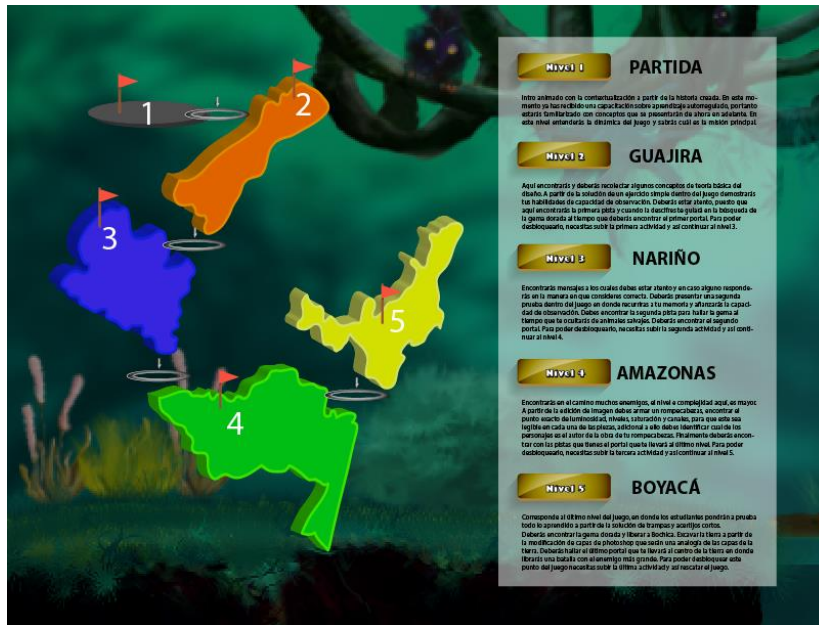 1
2
3
4
5
Nivel 1
PARTIDA
Intro animado con la contextualización a partir de la historia creada. En este mo-
mento ya has recibido una capacitación sobre aprendizaje autorregulado, por tanto
estarás familiarizado con conceptos que se presentarán de ahora en adelante. En
este nivel entenderás la dinámica del juego y sabrás cuál es la misión principal.
Nivel 2
GUAJIRA
Aquí encontrarás y deberás recolectar algunos conceptos de teoría básica del
diseño. A partir de la solución de un ejercicio simple dentro del juego demostrarás
tus habilidades de capacidad de observación. Deberás estar atento, puesto que
aquí encontrarás la primera pista y cuando la descifres te guiará en la búsqueda de
la gema dorada al tiempo que deberás encontrar el primer portal. Para poder
desbloquearlo, necesitas subir la primera actividad y así continuar al nivel 3.
Nivel 3
NARIÑO
Encontrarás mensajes a los cuales debes estar atento y en caso alguno responde-
rás en la manera en que consideres correcta. Deberás presentar una segunda
prueba dentro del juego en donde recurriras a tu memoria y afianzarás la capaci-
dad de observación. Debes encontrar la segunda pista para hallar la gema al
tiempo que te ocultarás de animales salvajes. Deberás encontrar el segundo
portal. Para poder desbloquearlo, necesitas subir la segunda actividad y así conti-
nuar al nivel 4.
Nivel 4
AMAZONAS
Encontrarás en el camino muchos enemigos, el nivel e complejidad aquí, es mayor.
A partir de la edición de imagen debes armar un rompecabezas, encontrar el
punto exacto de luminosidad, niveles, saturación y canales, para que esta sea
legible en cada una de las piezas, adicional a ello debes identificar cual de los
personajes es el autor de la obra de tu rompecabezas. Finalmente deberás encon-
trar con las pistas que tienes el portal que te llevará al último nivel. Para poder
desbloquearlo, necesitas subir la tercera actividad y así continuar al nivel 5.
Nivel 5
BOYACÁ
Corresponde al último nivel del juego, en donde los estudiantes pondrán a prueba
todo lo aprendido a partir de la solución de trampas y acertijos cortos.
Deberás encontrar la gema dorada y liberar a Bochica. Excavar la tierra a partir de
la modificación de capas de photoshop que serán una analogía de las capas de la
tierra. Deberás hallar el último portal que te llevará al centro de la tierra en donde
librarás una batalla con el enemigo más grande. Para poder desbloquear este
punto del juego necesitas subir la última actividad y así rescatar el juego.